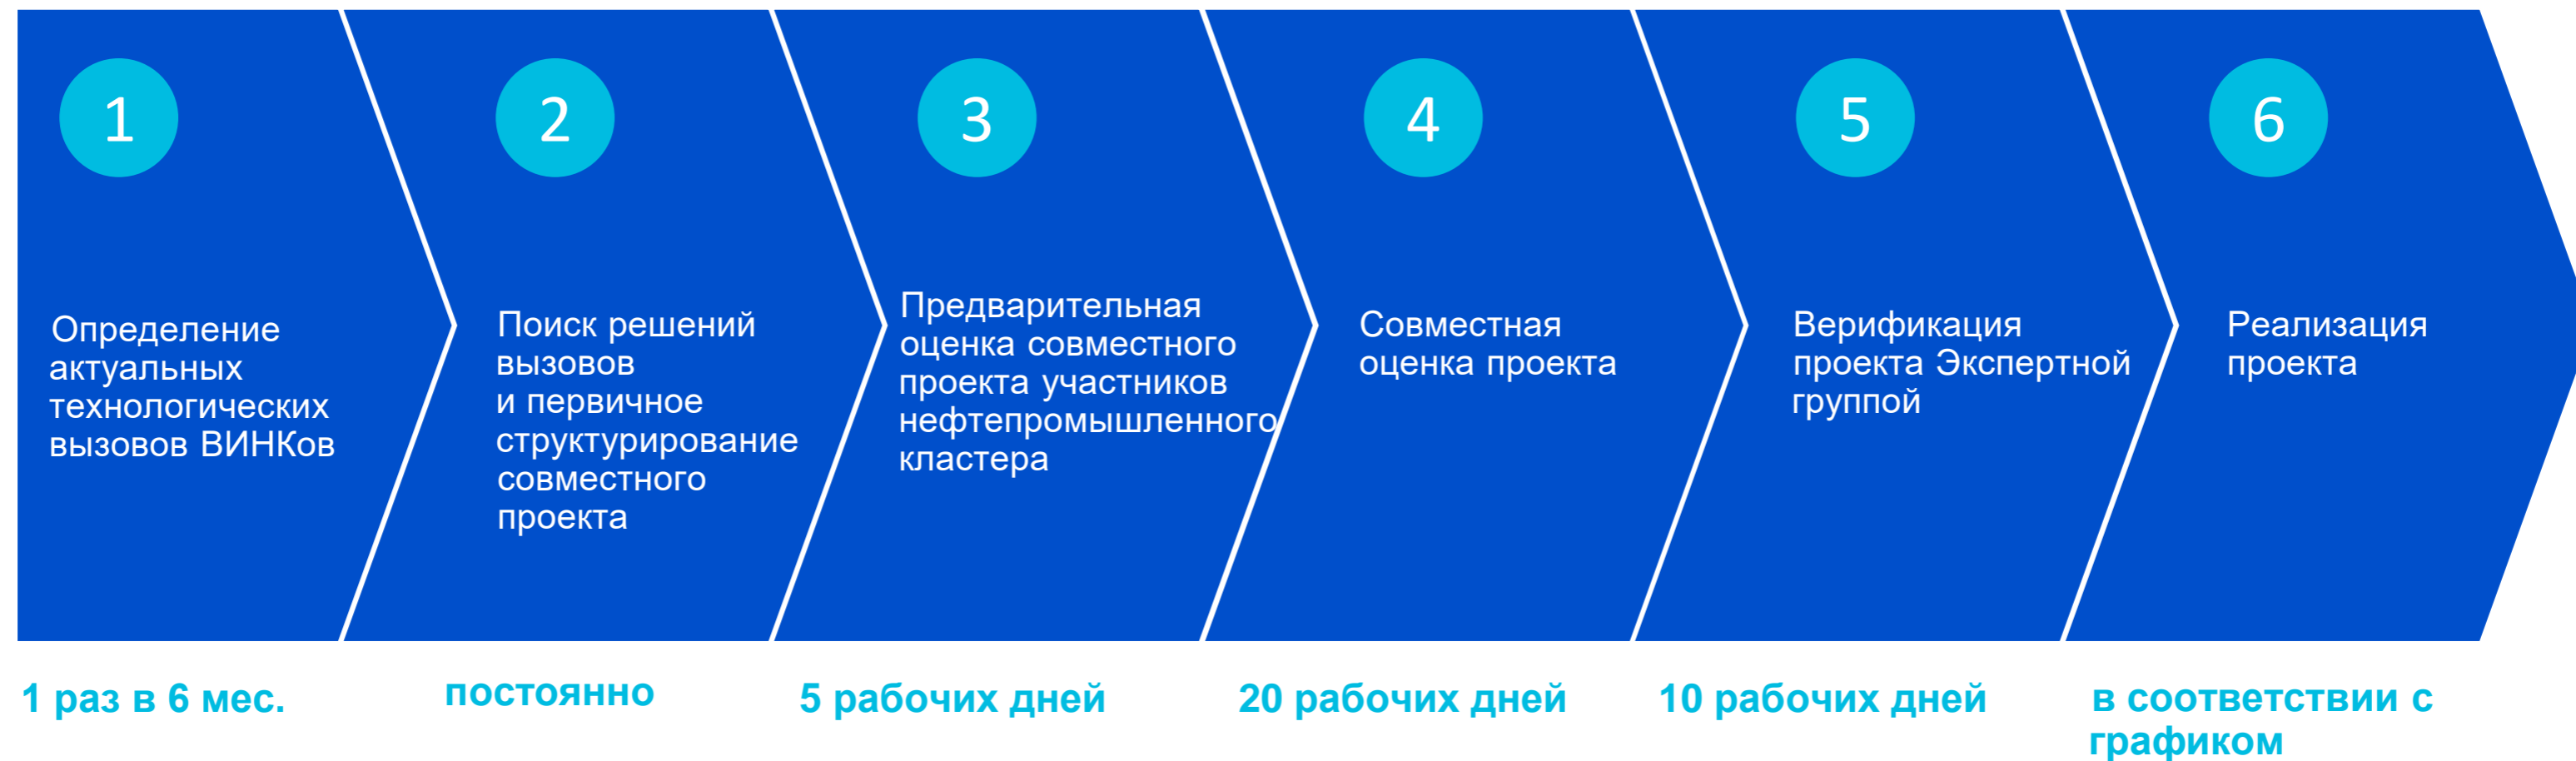 1
Определение
актуальных
технологических
вызовов ВИНКов
1 раз в 6 мес.
2
Поиск решений
вызовов
и первичное
структурирование
совместного
проекта
постоянно
3
Предварительная
оценка совместного
проекта участников
нефтепромышленного
кластера
5 рабочих дней
4
Совместная
оценка проекта
20 рабочих дней
5
Верификация
проекта Экспертной
группой
10 рабочих дней
6
Реализация
проекта
в соответствии с
графиком